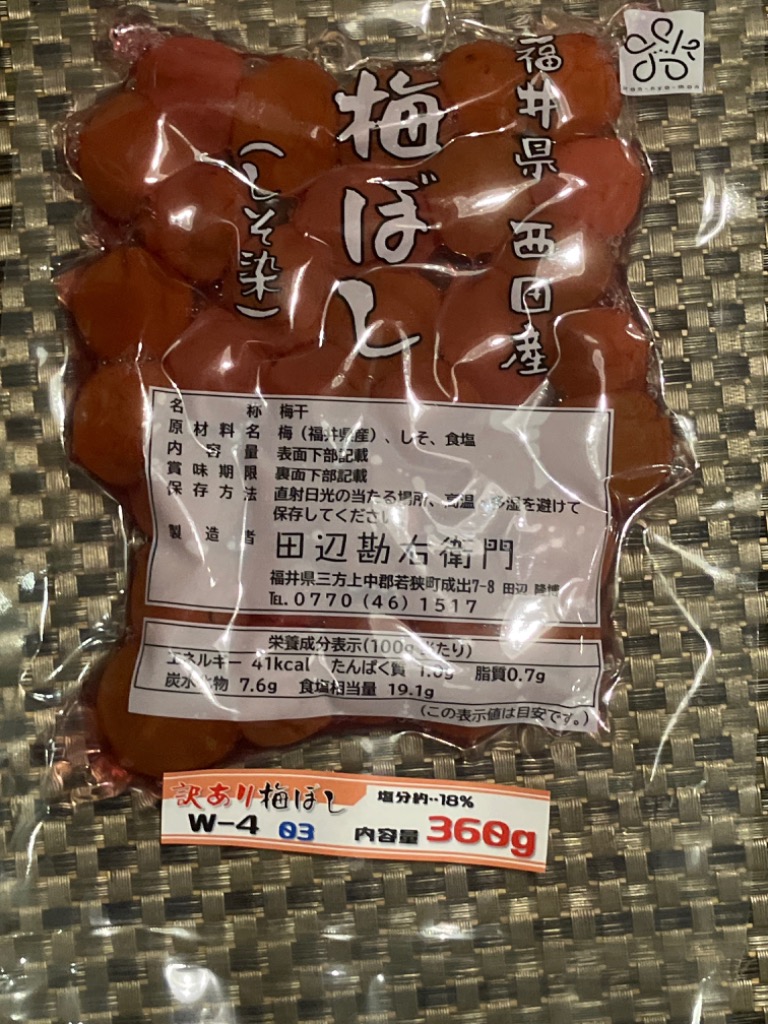 福井県 西田産
梅ぼし
(しそ染)
名称 梅干
原材料名 梅（福井県産）、しそ、食塩
内容量 表面下部記載
賞味期限 裏面下部記載
保存方法 直射日光の当たる場所、高温・多湿を避けて
保存してください
製造者 田辺勘右衛門
福井県三方上中郡若狭町成出7-8 田辺 隆
TEL.0770(46)1517
栄養成分表示(100g当たり)
エネルギー 41kcal たんぱく質 1.0g 脂質0.7g
炭水化物 7.6g 食塩相当量 19.1g
(この表示値は目安です。)
訳あり梅ぼし 塩分約‥18%
W-4 03 内容量 360g